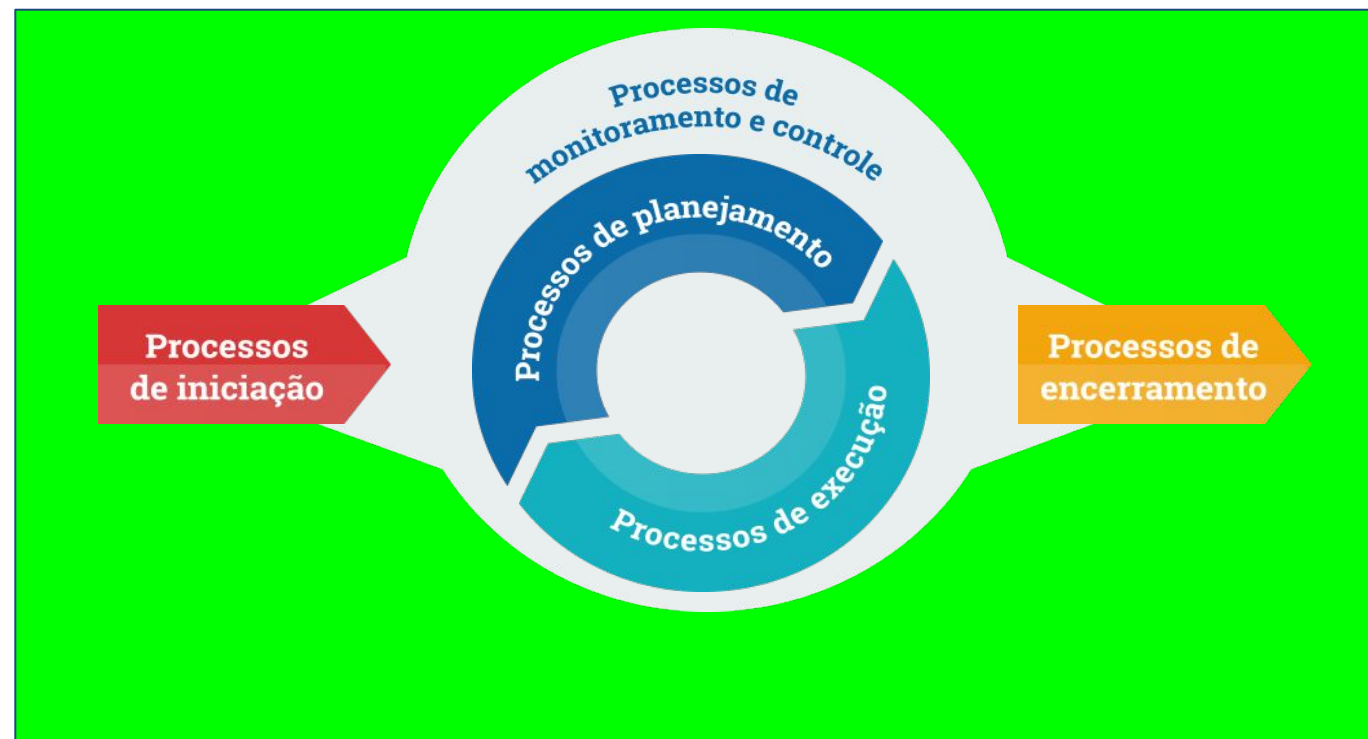 Processos de
monitoramento e controle
Processos de planejamento
Processos
de iniciação
Processos de execução
Processos de
encerramento